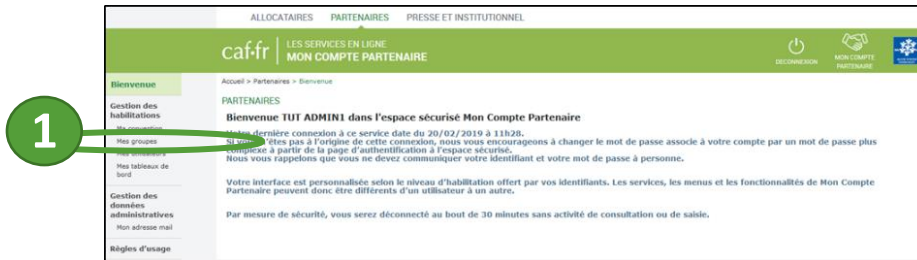 ALLOCATAIRES PARTENAIRES PRESSE ET INSTITUTIONNEL
caf·fr
LES SERVICES EN LIGNE
MON COMPTE PARTENAIRE
DECONNEXION
MON COMPTE
PARTENAIRE
Bienvenue
Gestion des
habilitations
Ma convention
Mes groupes
Mes utilisateurs
Mes tableaux de
bord
Gestion des
données
administratives
Mon adresse mail
Règles d'usage
1
Accueil > Partenaires > Bienvenue
PARTENAIRES
Bienvenue TUT ADMIN1 dans l'espace sécurisé Mon Compte Partenaire
Votre dernière connexion à ce service date du 20/02/2019 à 11h28.
Si vous n'êtes pas à l'origine de cette connexion, nous vous encourageons à changer le mot de passe associé à votre compte par un mot de passe plus
complexe à partir de la page d'authentification à l'espace sécurisé.
Nous vous rappelons que vous ne devez communiquer votre identifiant et votre mot de passe à personne.
Votre interface est personnalisée selon le niveau d'habilitation offert par vos identifiants. Les services, les menus et les fonctionnalités de Mon Compte
Partenaire peuvent donc être différents d'un utilisateur à un autre.
Par mesure de sécurité, vous serez déconnecté au bout de 30 minutes sans activité de consultation ou de saisie.